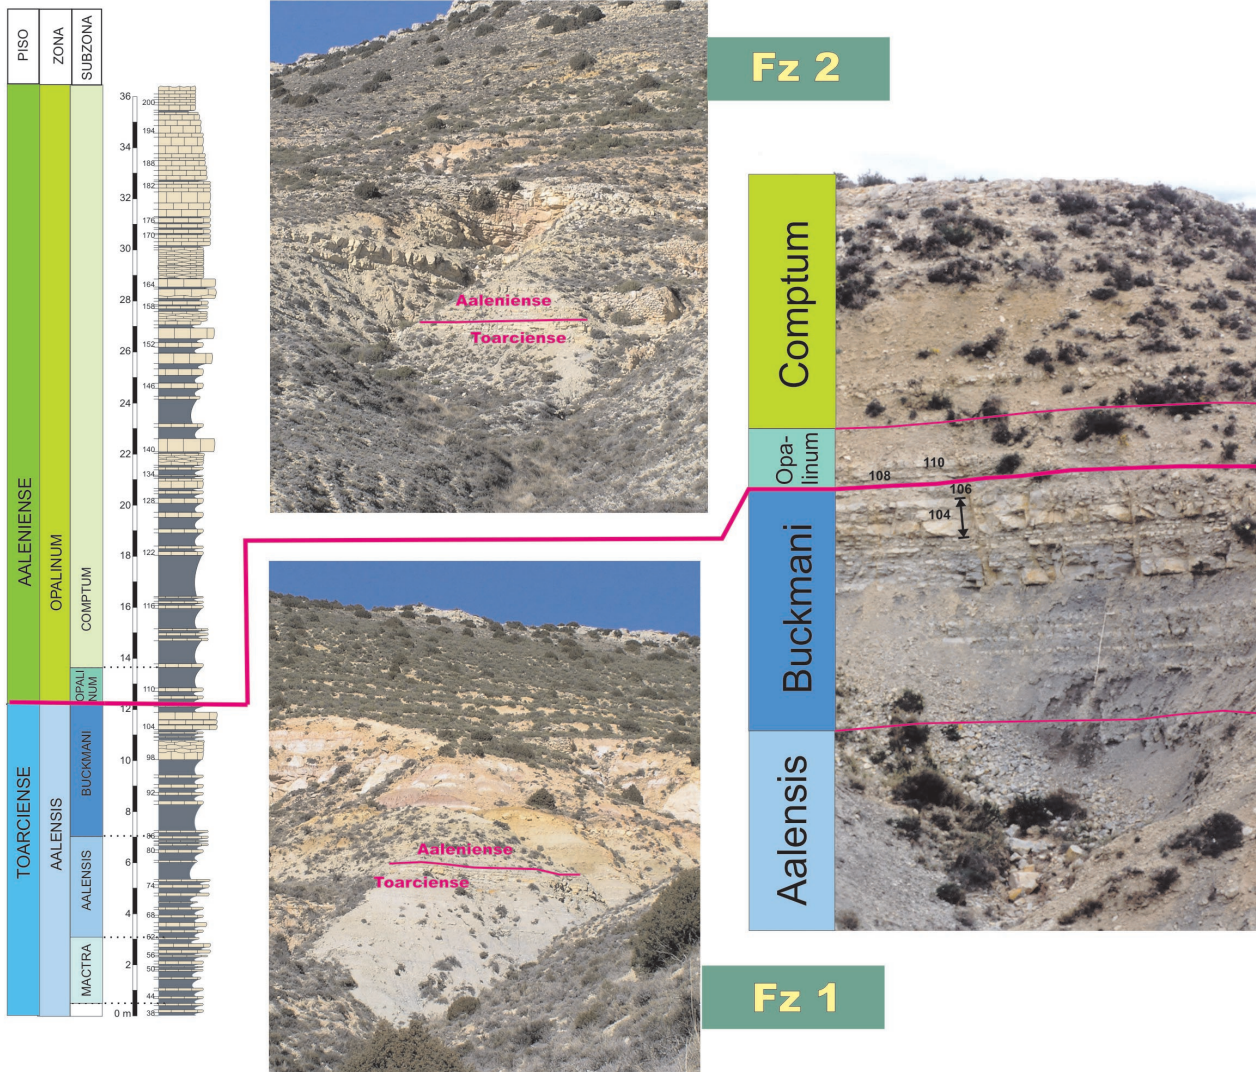 PISO
ZONA
SUBZONA
AALENIENSE
TOARCIENSE
OPALINUM
AALENSIS
COMPTUM
OPALI
NUM
BUCKMANI
AALENSIS
MACTRA
36
34
32
30
28
26
24
22
20
18
16
14
12
10
8
6
4
2
0 m
200
194
188
182
176
170
164
158
152
146
140
134
128
122
116
110
104
98
92
86
80
74
68
62
56
50
44
38
Fz 2
Aaleniense
Toarciense
Aaleniense
Toarciense
Fz 1
Comptum
Opa-
linum
Buckmani
Aalensis
110
108
106
104